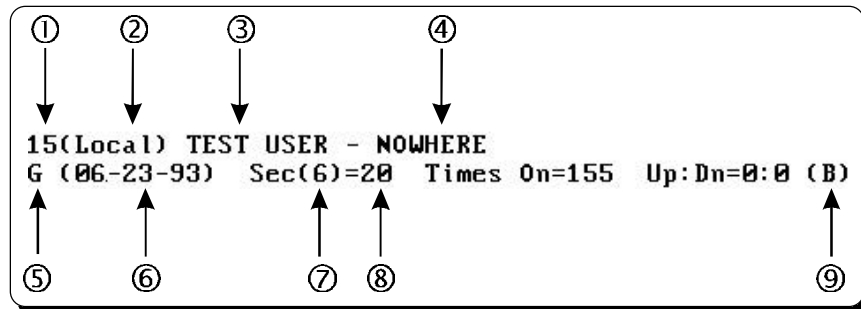 ① ② ③ ④
15(Local) TEST USER - NOWHERE
G (06-23-93) Sec(6)=20 Times On=155 Up:Dn=0:0 (B)
⑤ ⑥ ⑦ ⑧ ⑨